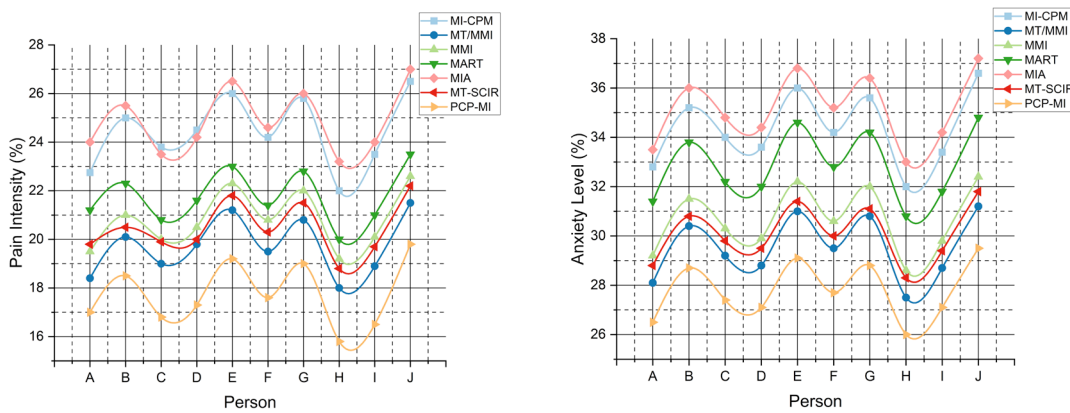 28
26
24
22
20
18
16
Pain Intensity (%)
A B C D E F G H I J
Person
MI-CPM
MT/MMI
MMI
MART
MIA
MT-SCIR
PCP-MI
38
36
34
32
30
28
26
Anxiety Level (%)
A B C D E F G H I J
Person
MI-CPM
MT/MMI
MMI
MART
MIA
MT-SCIR
PCP-MI